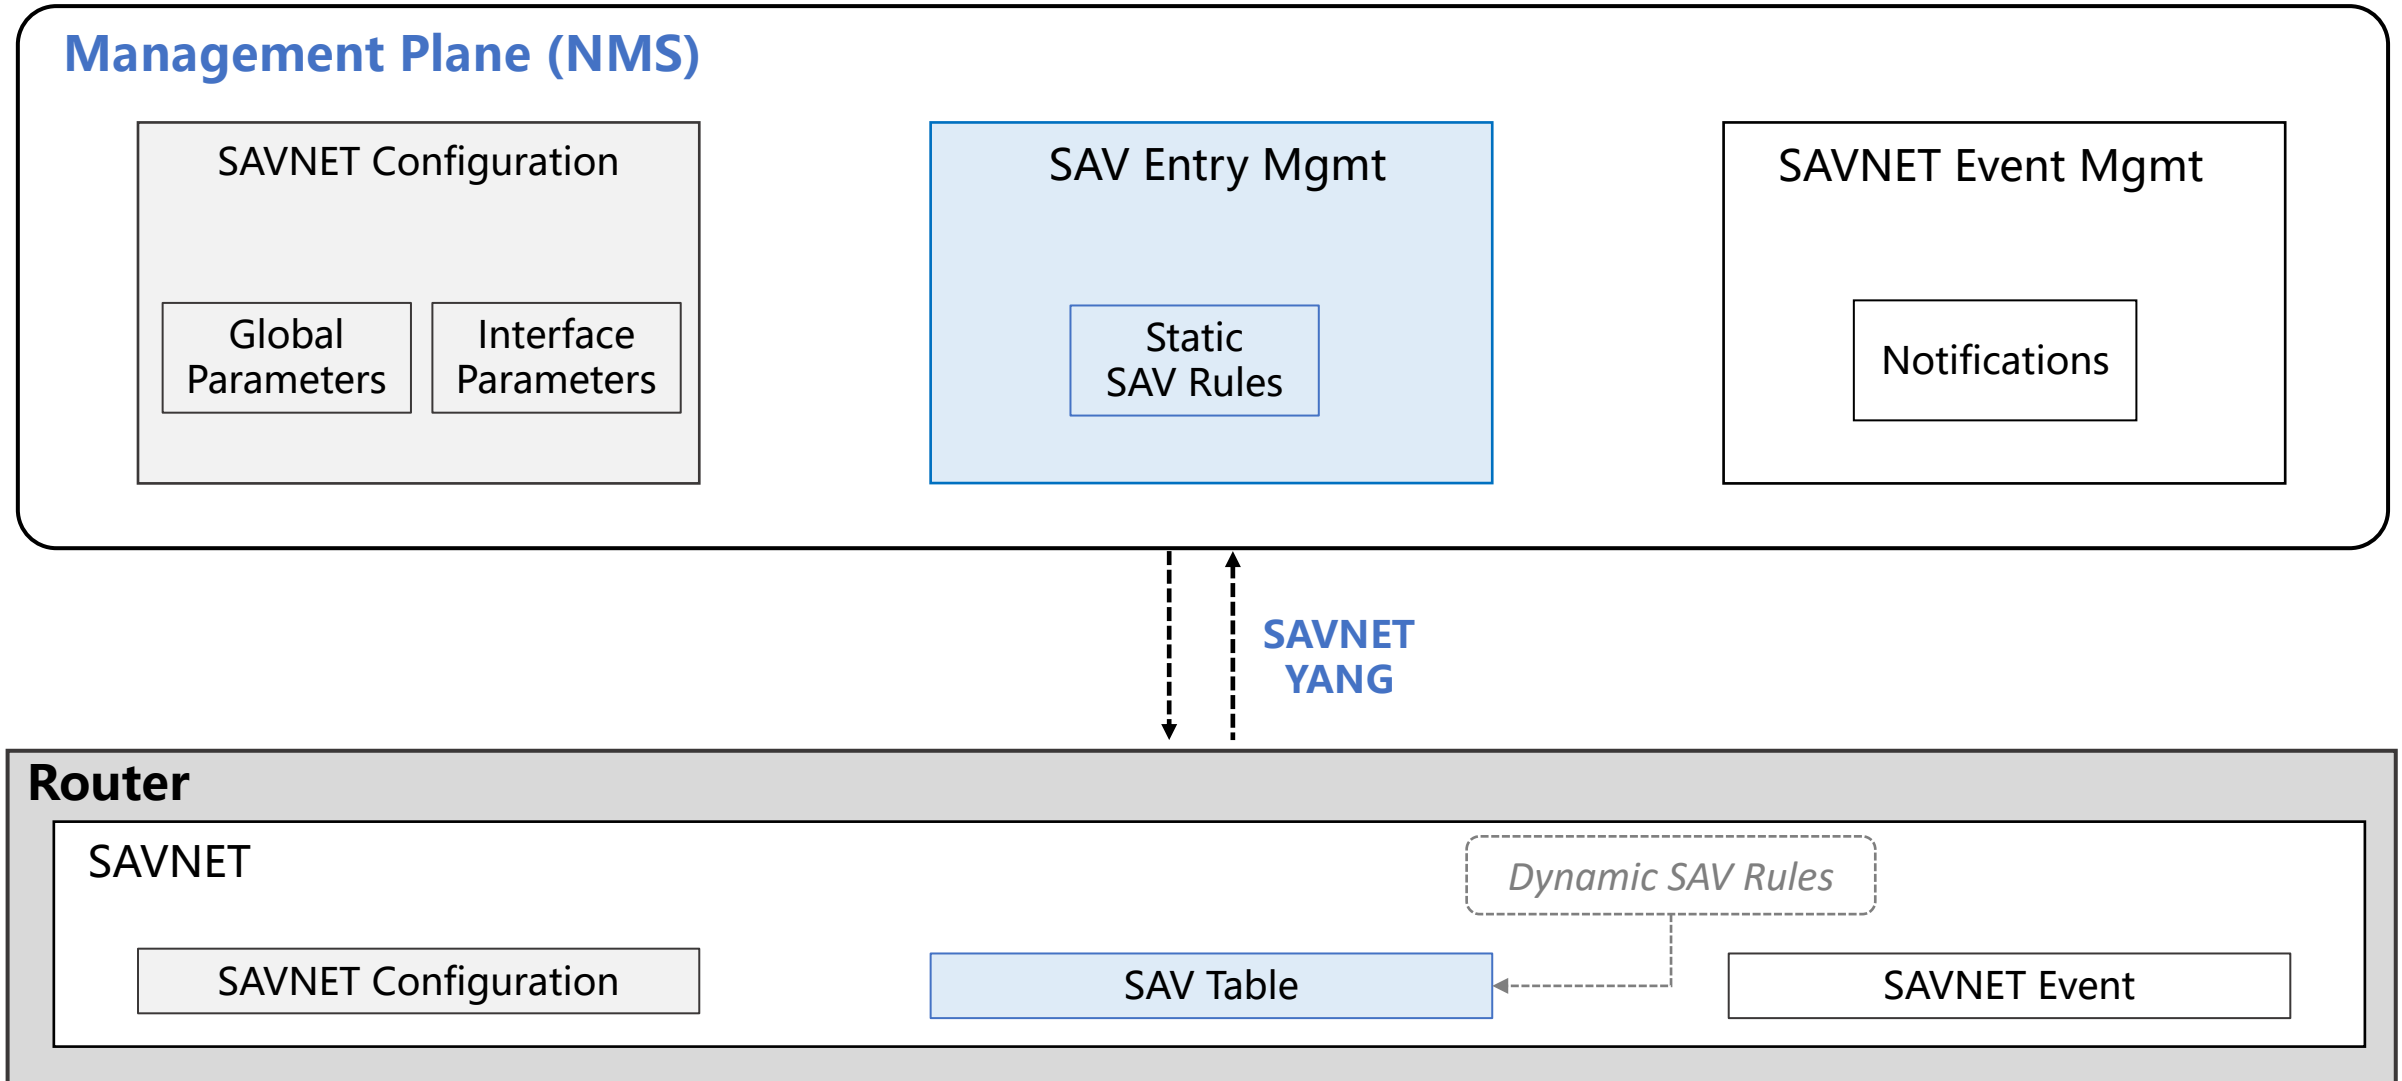 Management Plane (NMS)
SAVNET Configuration
Global
Parameters
Interface
Parameters
SAV Entry Mgmt
Static
SAV Rules
SAVNET Event Mgmt
Notifications
SAVNET
YANG
Router
SAVNET
Dynamic SAV Rules
SAVNET Configuration
SAV Table
SAVNET Event